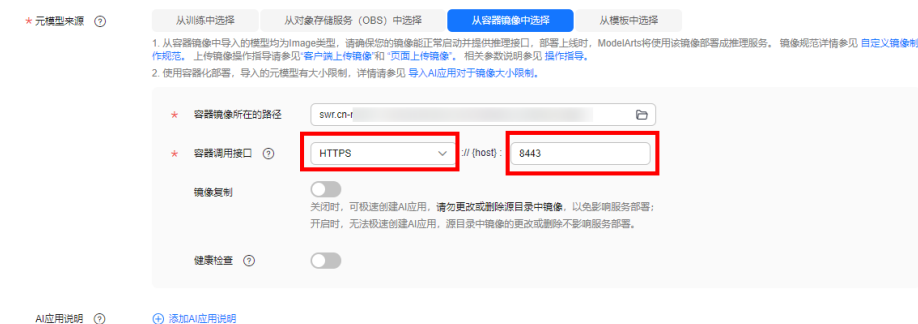 * 元模型来源 ? 从训练中选择 从对象存储服务（OBS）中选择 从容器镜像中选择 从模板中选择
1. 从容器镜像中导入的模型均为Image类型，请确保您的镜像能正常启动并提供推理接口，部署上线时，ModelArts将使用该镜像部署成推理服务。 镜像规范详情参见 自定义镜像制
作规范。 上传镜像操作指导请参见“客户端上传镜像”和 “页面上传镜像”。 相关参数说明参见 操作指导。
2. 使用容器化部署，导入的元模型有大小限制，详情请参见 导入AI应用对于镜像大小限制。
* 容器镜像所在的路径 swr.cn-
* 容器调用接口 ? HTTPS :// {host} : 8443
镜像复制
关闭时，可极速创建AI应用，请勿更改或删除源目录中镜像，以免影响服务部署；
开启时，无法极速创建AI应用，源目录中镜像的更改或删除不影响服务部署。
健康检查 ?
AI应用说明 ? 添加AI应用说明